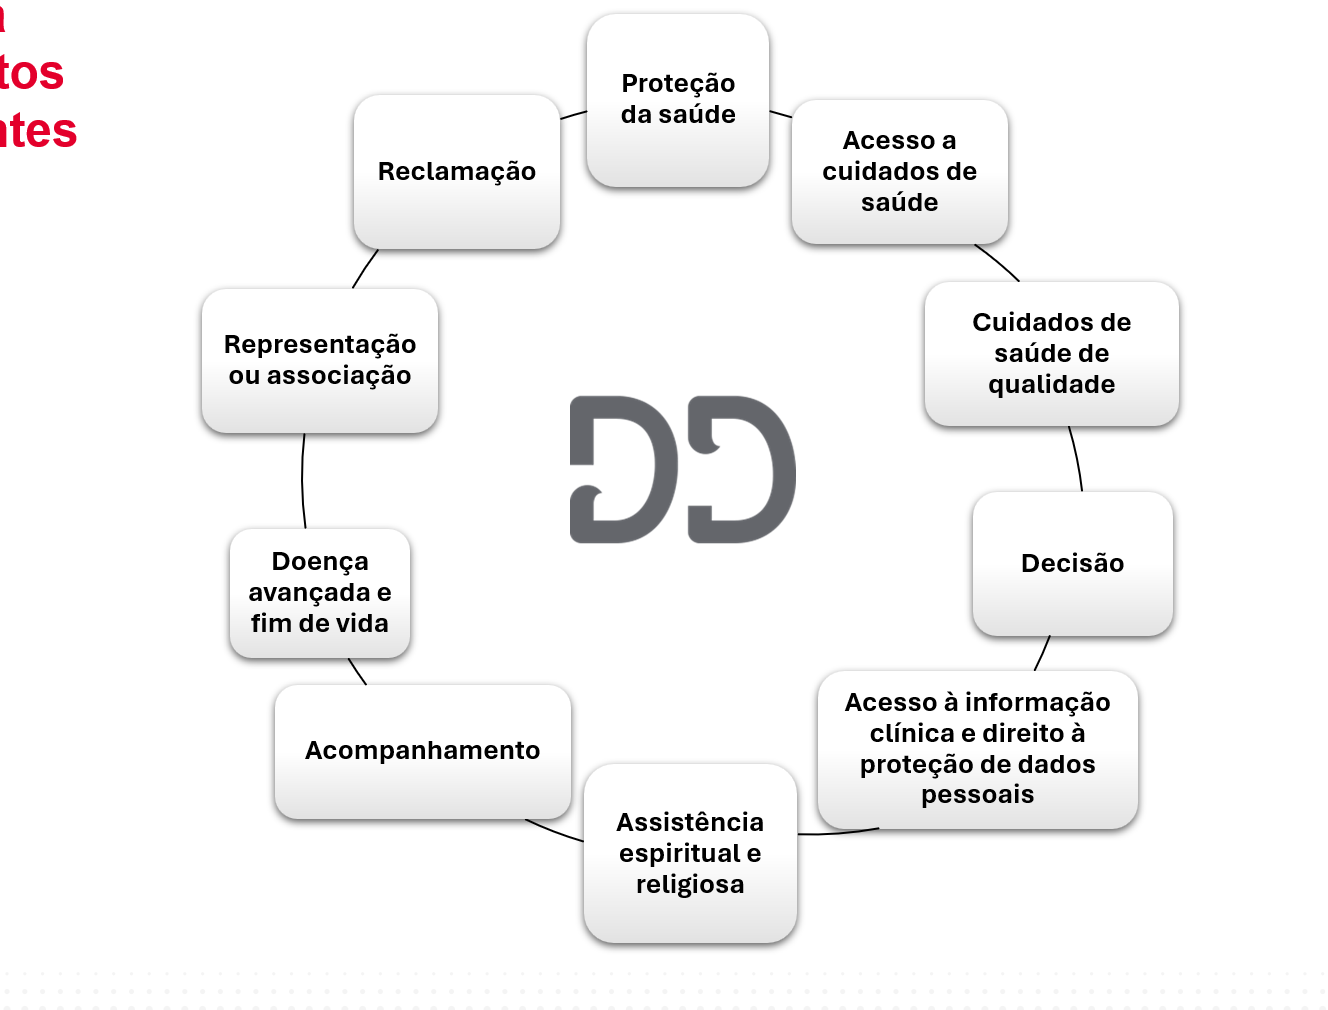 tos
ntes
Proteção
da saúde
Acesso a
cuidados de
saúde
Cuidados de
saúde de
qualidade
Decisão
Acesso à informação
clínica e direito à
proteção de dados
pessoais
Assistência
espiritual e
religiosa
Acompanhamento
Doença
avançada e
fim de vida
Representação
ou associação
Reclamação